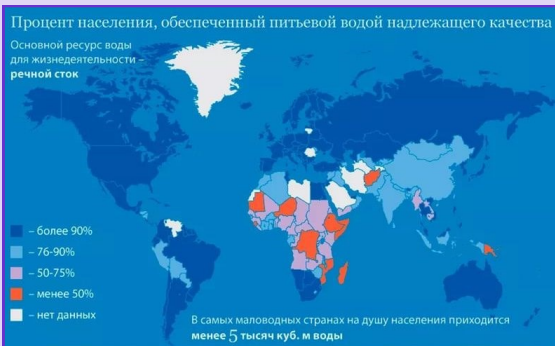 Процент населения, обеспеченный питьевой водой надлежащего качества
Основной ресурс воды
для жизнедеятельности –
речной сток
– более 90%
– 76-90%
– 50-75%
– менее 50%
– нет данных
В самых маловодных странах на душу населения приходится
менее 5 тысяч куб. м воды